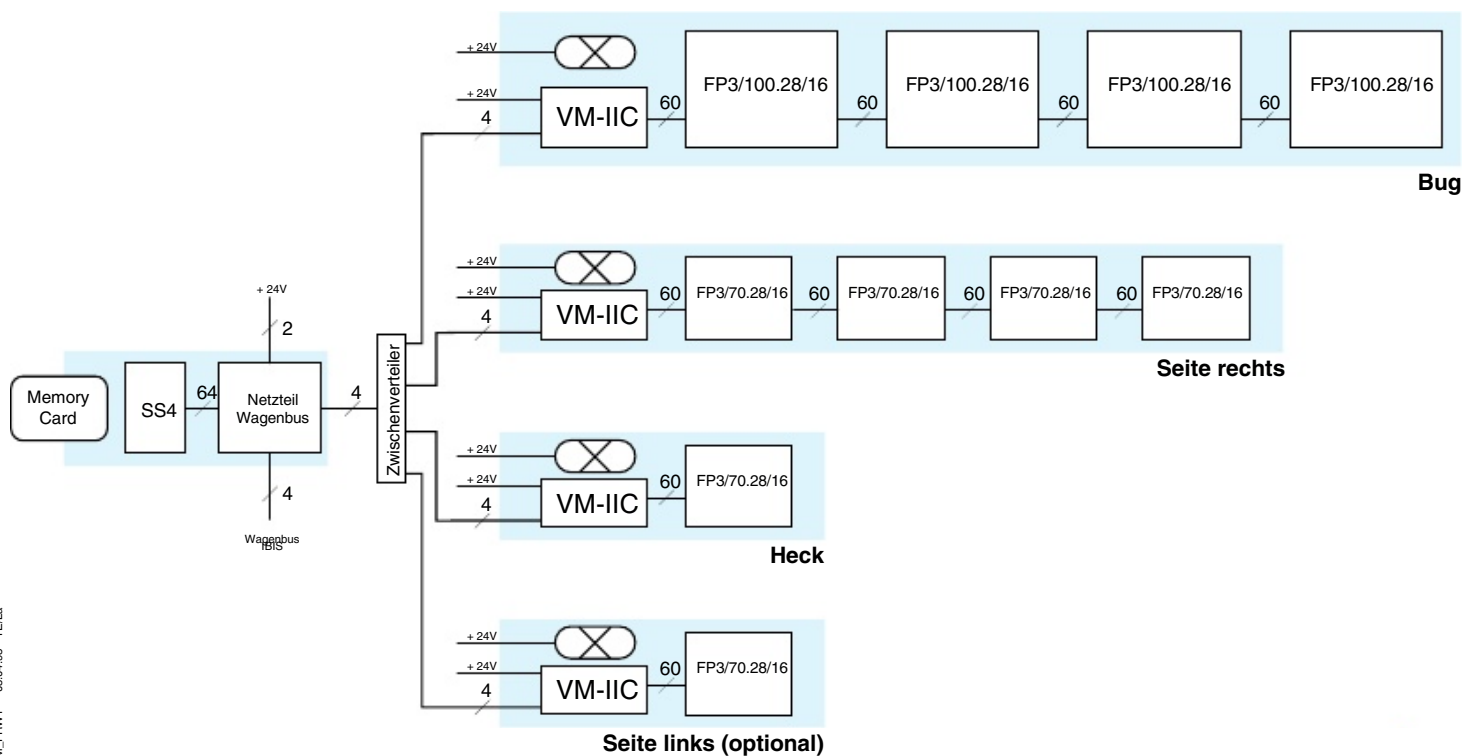 + 24V
+ 24V
4
VM-IIC
60
FP3/100.28/16
60
FP3/100.28/16
60
FP3/100.28/16
60
FP3/100.28/16
Bug
+ 24V
+ 24V
4
VM-IIC
60
FP3/70.28/16
60
FP3/70.28/16
60
FP3/70.28/16
60
FP3/70.28/16
Seite rechts
+ 24V
2
Memory
Card
SS4
64
Netzteil
Wagenbus
4
Zwischenverteiler
4
Wagenbus
IBIS
+ 24V
+ 24V
4
VM-IIC
60
FP3/70.28/16
Heck
+ 24V
+ 24V
4
VM-IIC
60
FP3/70.28/16
Seite links (optional)